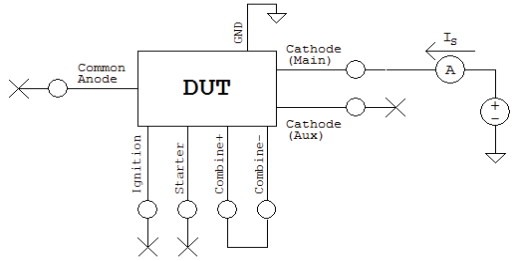 GND
Cathode
(Main)
I_S
Common
Anode
DUT
A
Cathode
(Aux)
+
−
Ignition
Starter
Combine+
Combine-